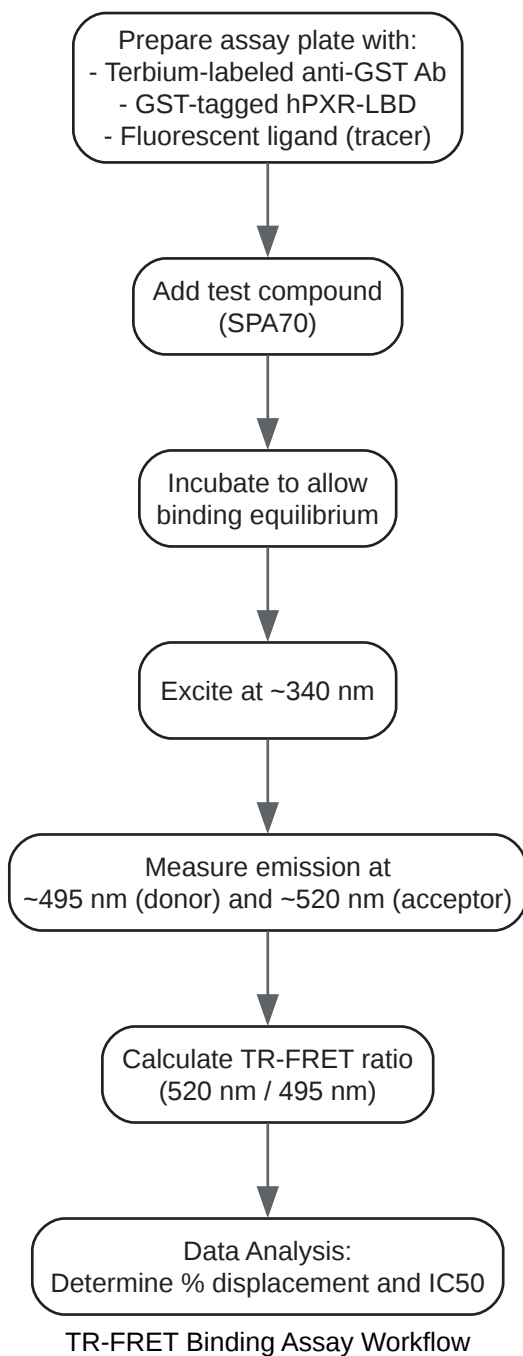 Prepare assay plate with:
- Terbium-labeled anti-GST Ab
- GST-tagged hPXR-LBD
- Fluorescent ligand (tracer)
Add test compound
(SPA70)
Incubate to allow
binding equilibrium
Excite at ~340 nm
Measure emission at
~495 nm (donor) and ~520 nm (acceptor)
Calculate TR-FRET ratio
(520 nm / 495 nm)
Data Analysis:
Determine % displacement and IC50
TR-FRET Binding Assay Workflow